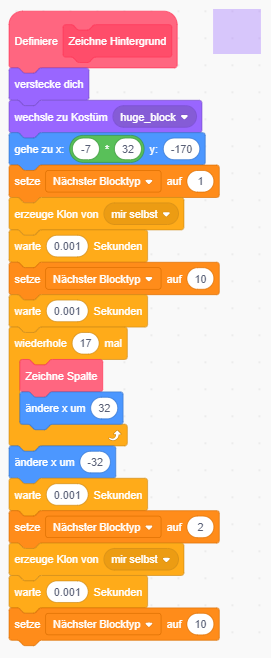 Definiere Zeichne Hintergrund
verstecke dich
wechsle zu Kostüm huge_block
gehe zu x: -7 * 32 y: -170
setze Nächster Blocktyp auf 1
erzeuge Klon von mir selbst
warte 0.001 Sekunden
setze Nächster Blocktyp auf 10
warte 0.001 Sekunden
wiederhole 17 mal
Zeichne Spalte
ändere x um 32
ändere x um -32
warte 0.001 Sekunden
setze Nächster Blocktyp auf 2
erzeuge Klon von mir selbst
warte 0.001 Sekunden
setze Nächster Blocktyp auf 10